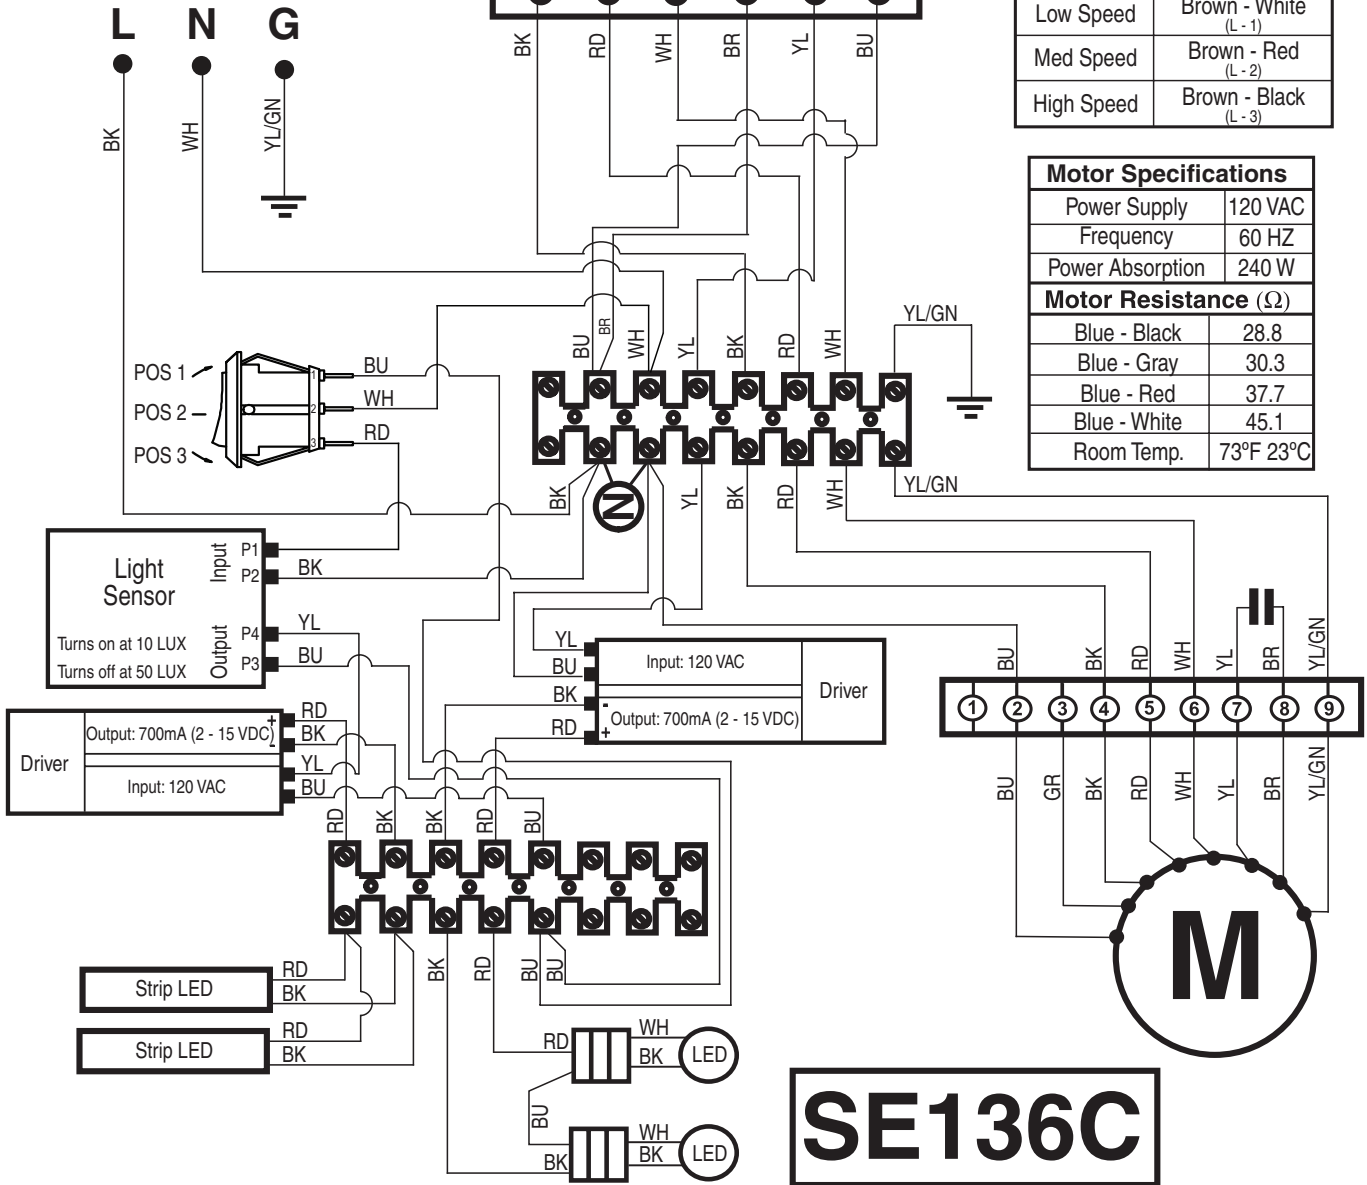 L N G
BK RD WH BR YL BU
Low Speed Brown - White
(L - 1)
Med Speed Brown - Red
(L - 2)
High Speed Brown - Black
(L - 3)
BK WH YL/GN
Motor Specifications
Power Supply 120 VAC
Frequency 60 HZ
Power Absorption 240 W
Motor Resistance (Ω)
Blue - Black 28.8
Blue - Gray 30.3
Blue - Red 37.7
Blue - White 45.1
Room Temp. 73ºF 23ºC
BU BR WH YL BK RD WH YL/GN
POS 1
POS 2
POS 3
1 BU
2 WH
3 RD
BK N YL BK RD WH YL/GN
Light
Sensor
Turns on at 10 LUX
Turns off at 50 LUX
Input
P1
P2 BK
Output
P4 YL
P3 BU
YL
BU
BK
RD
Input: 120 VAC
-
Output: 700mA (2 - 15 VDC)
+
Driver
BU BK RD WH YL BR YL/GN
1 2 3 4 5 6 7 8 9
BU GR BK RD WH YL BR YL/GN
M
Driver
Output: 700mA (2 - 15 VDC)
+
-
Input: 120 VAC
RD
BK
YL
BU
RD BK BK RD BU
BK RD BU BU
Strip LED RD
BK
Strip LED RD
BK
RD WH
BK LED
BU
BK WH
BK LED
SE136C